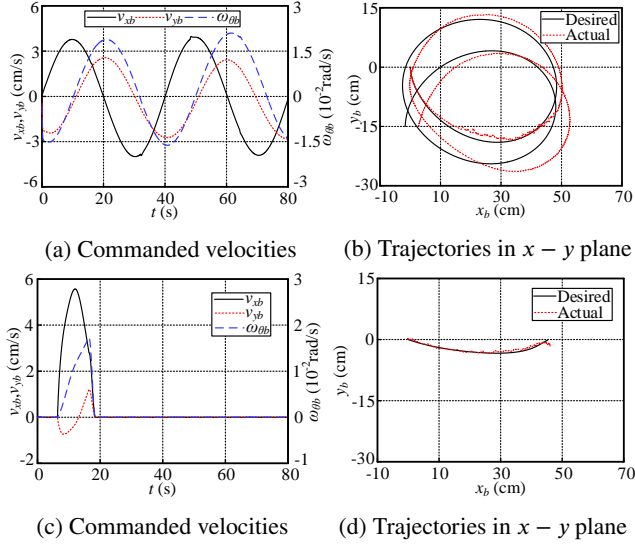 v_xb v_yb ω_θb
6
3
0
-3
-6
3
2
1.5
0
-1.5
-2
-3
v_xb,v_yb (cm/s)
ω_θb (10⁻²rad/s)
0 20 40 60 80
t (s)
Desired
Actual
15
0
-15
-30
y_b (cm)
-10 10 30 50 70
x_b (cm)
(a) Commanded velocities
(b) Trajectories in x − y plane
v_xb
v_yb
ω_θb
6
4
2
0
-2
3
2
1
0
-1
v_xb,v_yb (cm/s)
ω_θb (10⁻²rad/s)
0 20 40 60 80
t (s)
Desired
Actual
15
0
-15
-30
y_b (cm)
-10 10 30 50 70
x_b (cm)
(c) Commanded velocities
(d) Trajectories in x − y plane